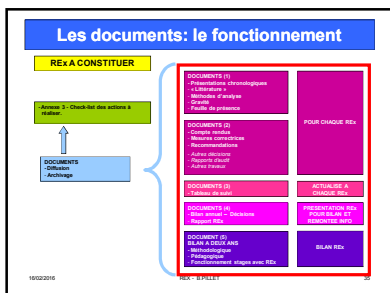 Les documents: le fonctionnement
REx A CONSTITUER
- Annexe 3 - Check-list des actions à
réaliser.
DOCUMENTS
- Diffusion
- Archivage
DOCUMENTS (1)
- Présentations chronologiques
- « Littérature »
- Méthodes d'analyse
- Gravité
- Feuille de présence
DOCUMENTS (2)
- Compte rendus
- Mesures correctrices
- Recommandations
- Autres décisions
- Rapports d'audit
- Autres travaux
POUR CHAQUE REx
DOCUMENTS (3)
- Tableau de suivi
ACTUALISE A
CHAQUE REx
DOCUMENTS (4)
- Bilan annuel – Décisions
- Rapport REx
PRESENTATION REx
POUR BILAN ET
REMONTEE INFO
DOCUMENT (5)
BILAN A DEUX ANS
- Méthodologique
- Pédagogique
- Fonctionnement stages avec REx
BILAN REx
16/02/2016
REX - B.PILLET
35